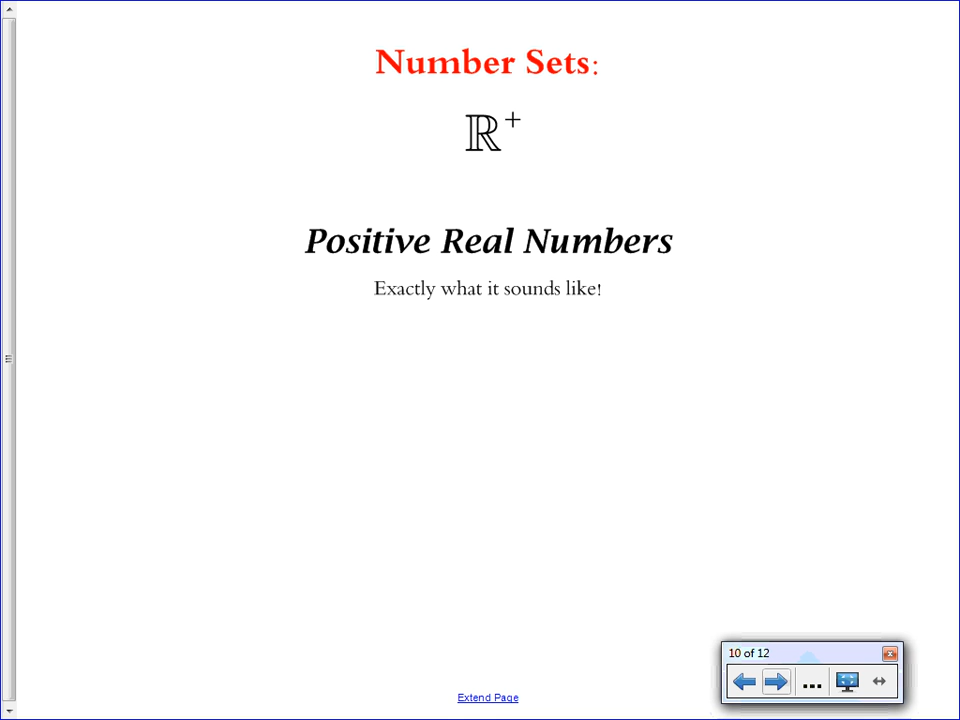 Number Sets:
ℝ⁺
Positive Real Numbers
Exactly what it sounds like!
10 of 12
...
Extend Page